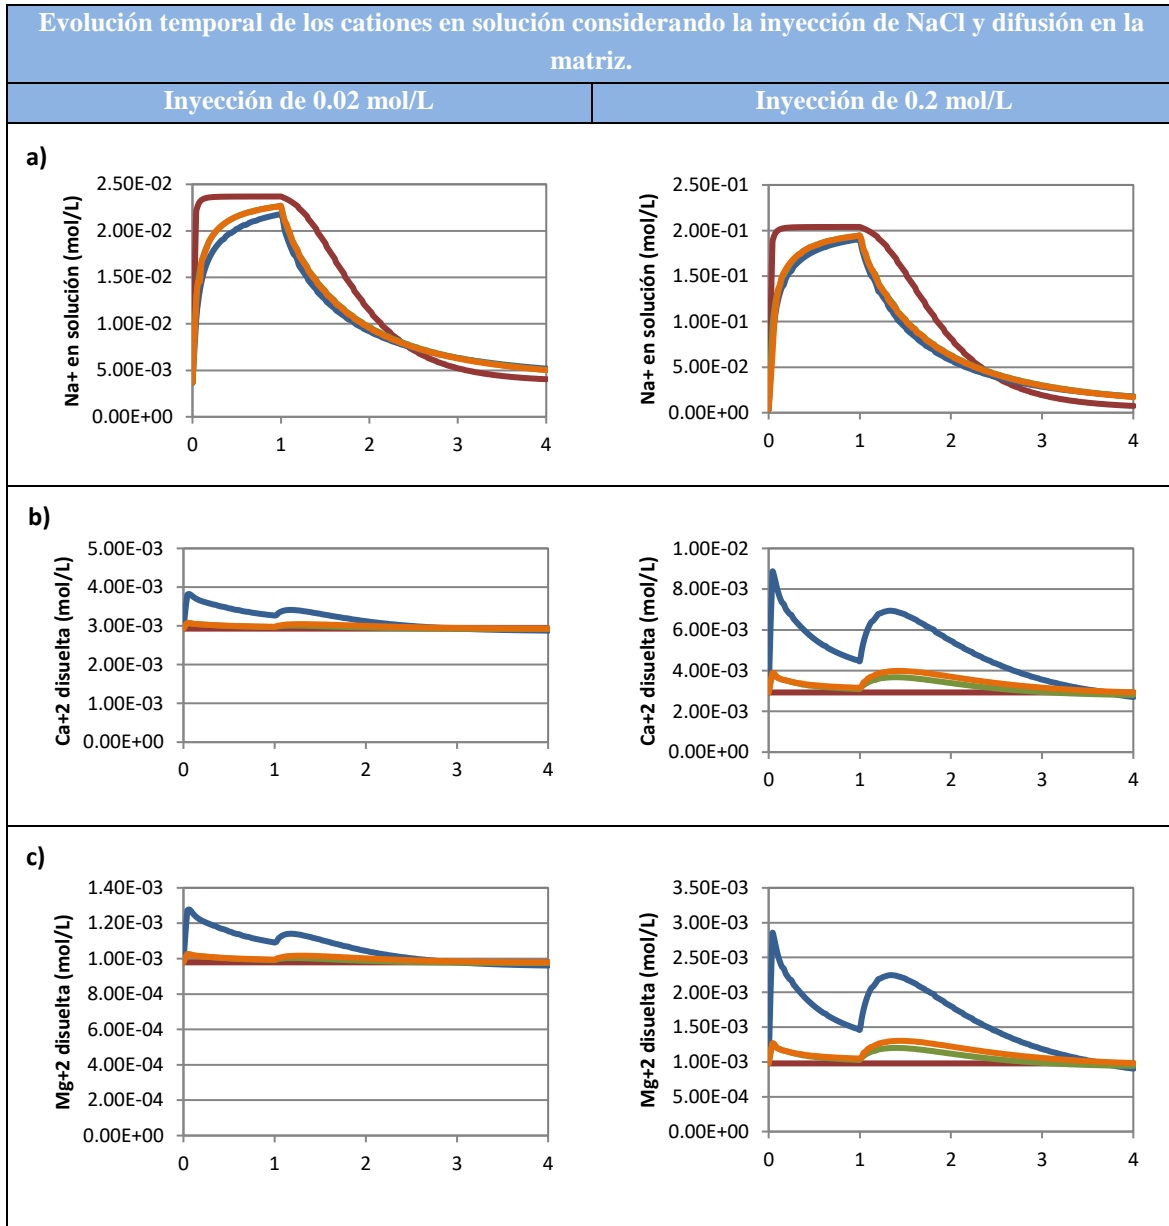 Evolución temporal de los cationes en solución considerando la inyección de NaCl y difusión en la
matriz.
Inyección de 0.02 mol/L
Inyección de 0.2 mol/L
a)
Na+ en solución (mol/L)
2.50E-02
2.00E-02
1.50E-02
1.00E-02
5.00E-03
0.00E+00
0 1 2 3 4
Na+ en solución (mol/L)
2.50E-01
2.00E-01
1.50E-01
1.00E-01
5.00E-02
0.00E+00
0 1 2 3 4
b)
Ca+2 disuelta (mol/L)
5.00E-03
4.00E-03
3.00E-03
2.00E-03
1.00E-03
0.00E+00
0 1 2 3 4
Ca+2 disuelta (mol/L)
1.00E-02
8.00E-03
6.00E-03
4.00E-03
2.00E-03
0.00E+00
0 1 2 3 4
c)
Mg+2 disuelta (mol/L)
1.40E-03
1.20E-03
1.00E-03
8.00E-04
6.00E-04
4.00E-04
2.00E-04
0.00E+00
0 1 2 3 4
Mg+2 disuelta (mol/L)
3.50E-03
3.00E-03
2.50E-03
2.00E-03
1.50E-03
1.00E-03
5.00E-04
0.00E+00
0 1 2 3 4